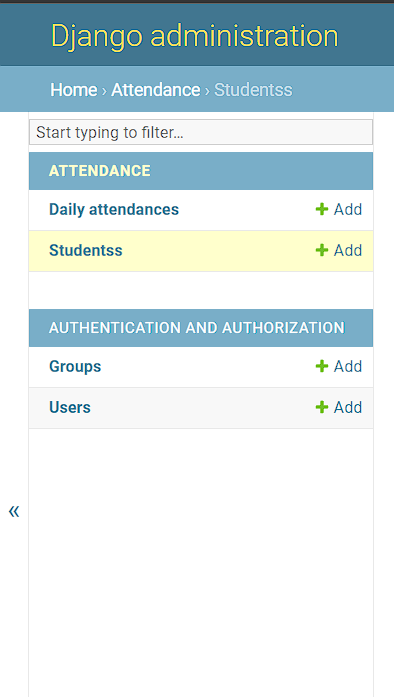 Django administration
Home › Attendance › Studentss
Start typing to filter...
ATTENDANCE
Daily attendances + Add
Studentss + Add
AUTHENTICATION AND AUTHORIZATION
Groups + Add
Users + Add
«